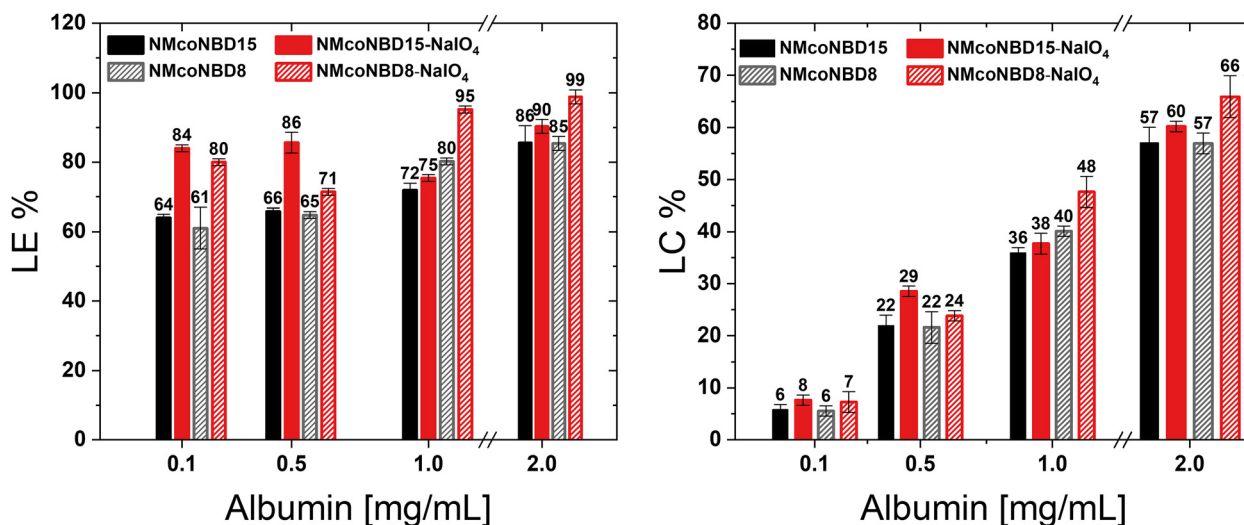 LE %
120
100
80
60
40
20
0
NMcoNBD15 NMcoNBD15-NaIO₄
NMcoNBD8 NMcoNBD8-NaIO₄
64 84 61 80
66 86 65 71
72 75 80 95
86 90 85 99
0.1 0.5 1.0 2.0
Albumin [mg/mL]
LC %
80
70
60
50
40
30
20
10
0
NMcoNBD15 NMcoNBD15-NaIO₄
NMcoNBD8 NMcoNBD8-NaIO₄
6 8 6 7
22 29 22 24
36 38 40 48
57 60 57 66
0.1 0.5 1.0 2.0
Albumin [mg/mL]